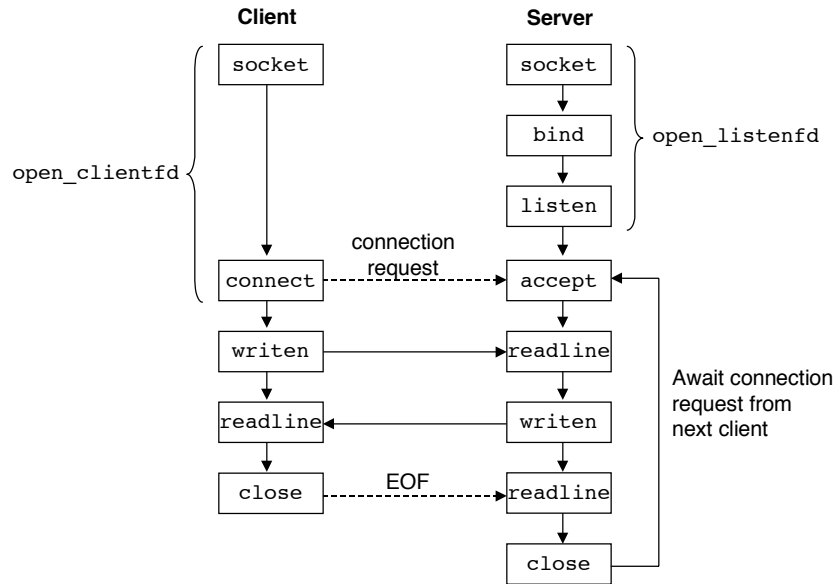 Client
Server
socket
socket
bind
open_listenfd
open_clientfd
listen
connection
request
connect
accept
writen
readline
Await connection
request from
next client
readline
writen
close
EOF
readline
close